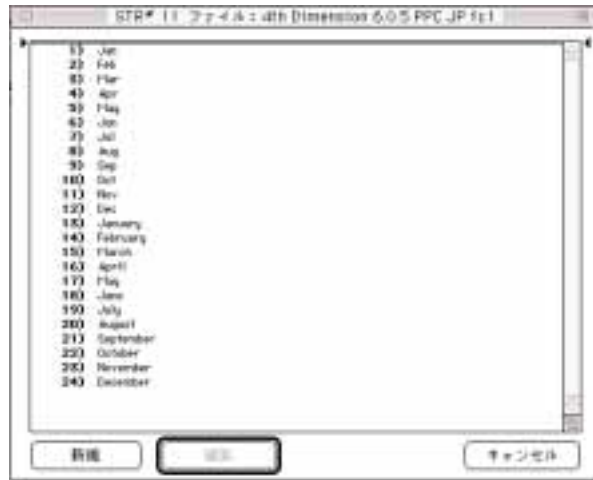 STR# 11 ファイル：4th Dimension 6.0.5 PPC JP fc1
1) Jan
2) Feb
3) Mar
4) Apr
5) May
6) Jun
7) Jul
8) Aug
9) Sep
10) Oct
11) Nov
12) Dec
13) January
14) February
15) March
16) April
17) May
18) June
19) July
20) August
21) September
22) October
23) November
24) December
新規
キャンセル